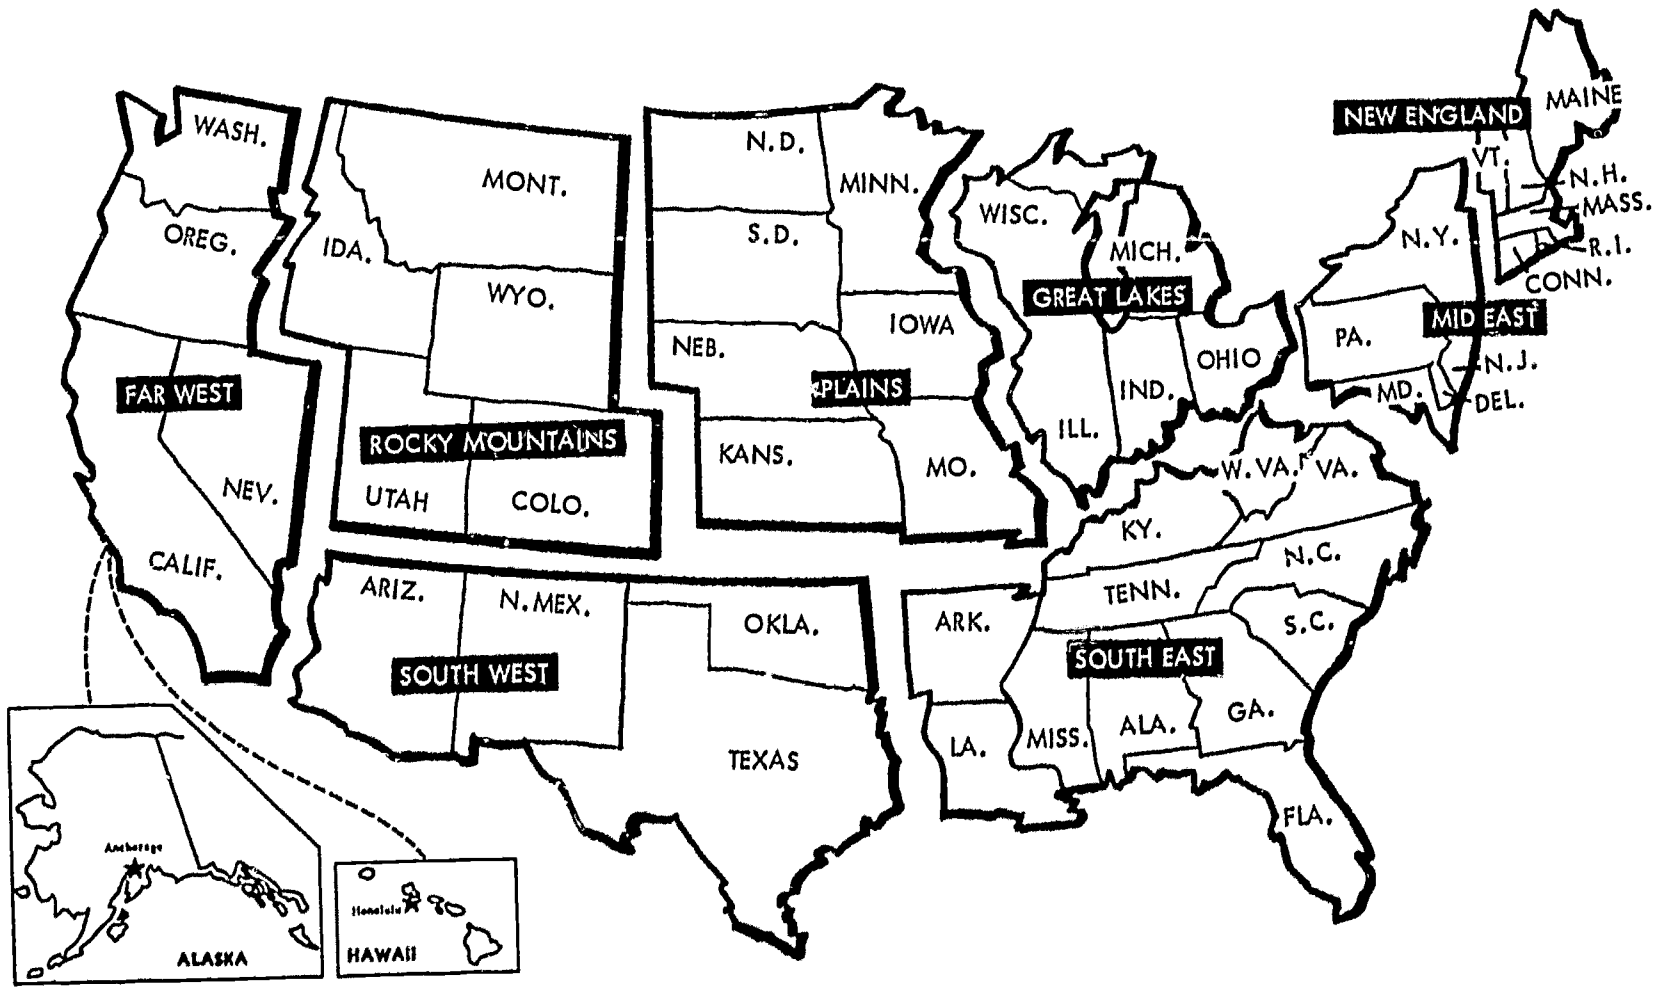 MAINE
NEW ENGLAND
WASH.
N.D.
VT.
MONT.
MINN.
N.H.
MASS.
WISC.
OREG.
S.D.
N.Y.
IDA.
MICH.
R.I.
CONN.
WYO.
GREAT LAKES
IOWA
MID EAST
PA.
NEB.
OHIO
N.J.
FAR WEST
PLAINS
IND.
MD.
DEL.
ROCKY MOUNTAINS
ILL.
KANS.
MO.
W. VA.
VA.
NEV.
UTAH
COLO.
KY.
CALIF.
N.C.
ARIZ.
N. MEX.
TENN.
OKLA.
ARK.
S.C.
SOUTH WEST
SOUTH EAST
GA.
ALA.
MISS.
LA.
TEXAS
FLA.
Anchorage
Honolulu
ALASKA
HAWAII